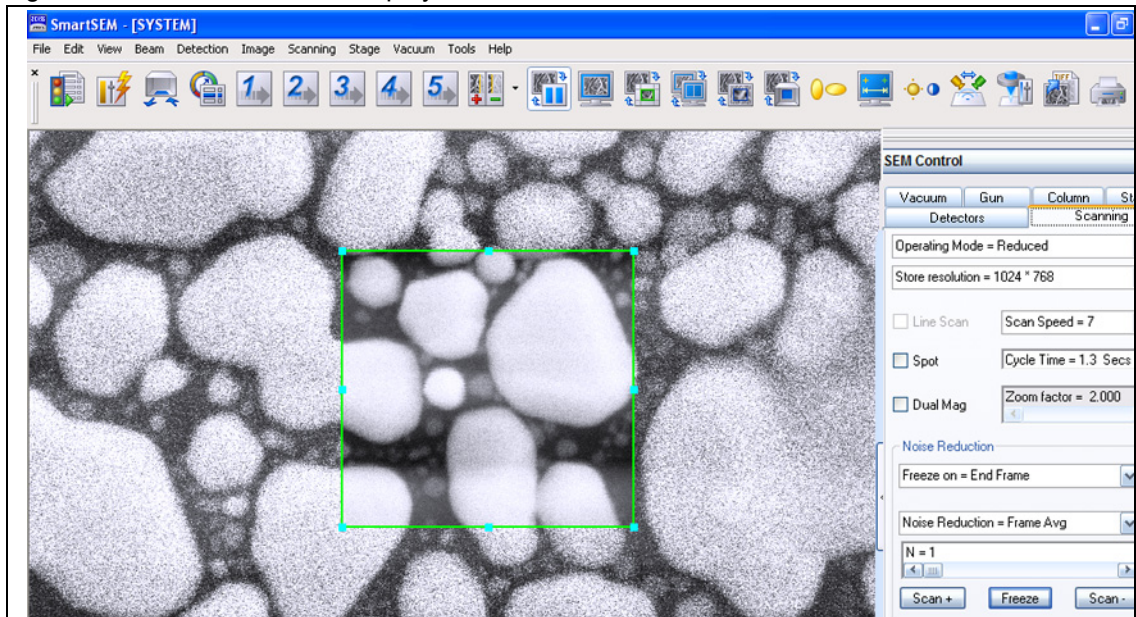 SmartSEM - [SYSTEM]
File Edit View Beam Detection Image Scanning Stage Vacuum Tools Help
1 2 3 4 5 TIFF
SEM Control
Vacuum Gun Column St
Detectors Scanning
Operating Mode = Reduced
Store resolution = 1024 * 768
Line Scan Scan Speed = 7
Spot Cycle Time = 1.3 Secs
Dual Mag Zoom factor = 2.000
Noise Reduction
Freeze on = End Frame
Noise Reduction = Frame Avg
N = 1
Scan + Freeze Scan -